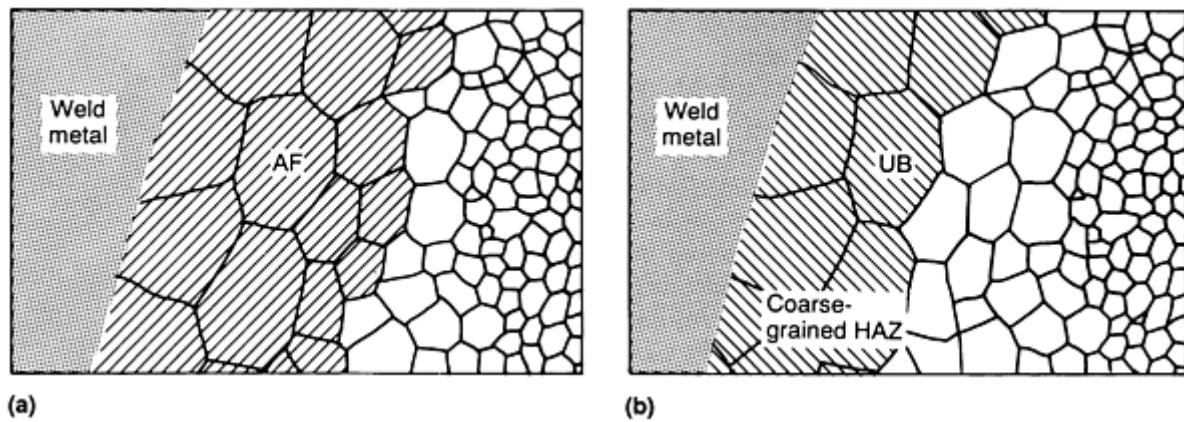 Weld
metal
AF
(a)
Weld
metal
UB
Coarse-
grained HAZ
(b)